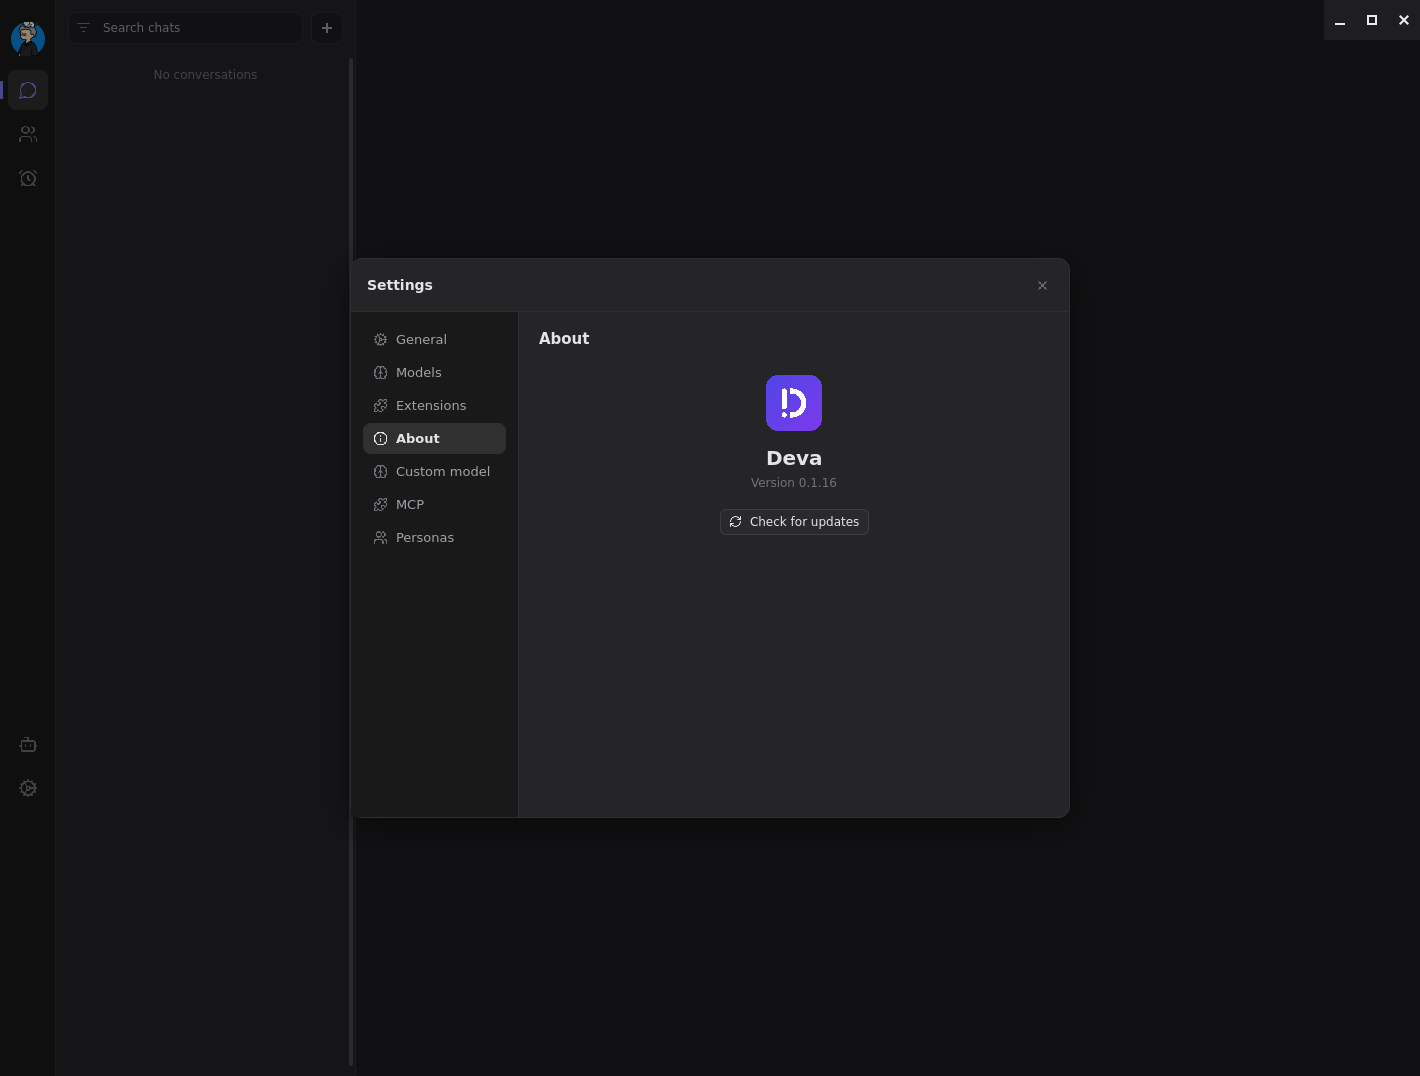 Search chats
No conversations
Settings
General
Models
Extensions
About
Custom model
MCP
Personas
About
Deva
Version 0.1.16
Check for updates